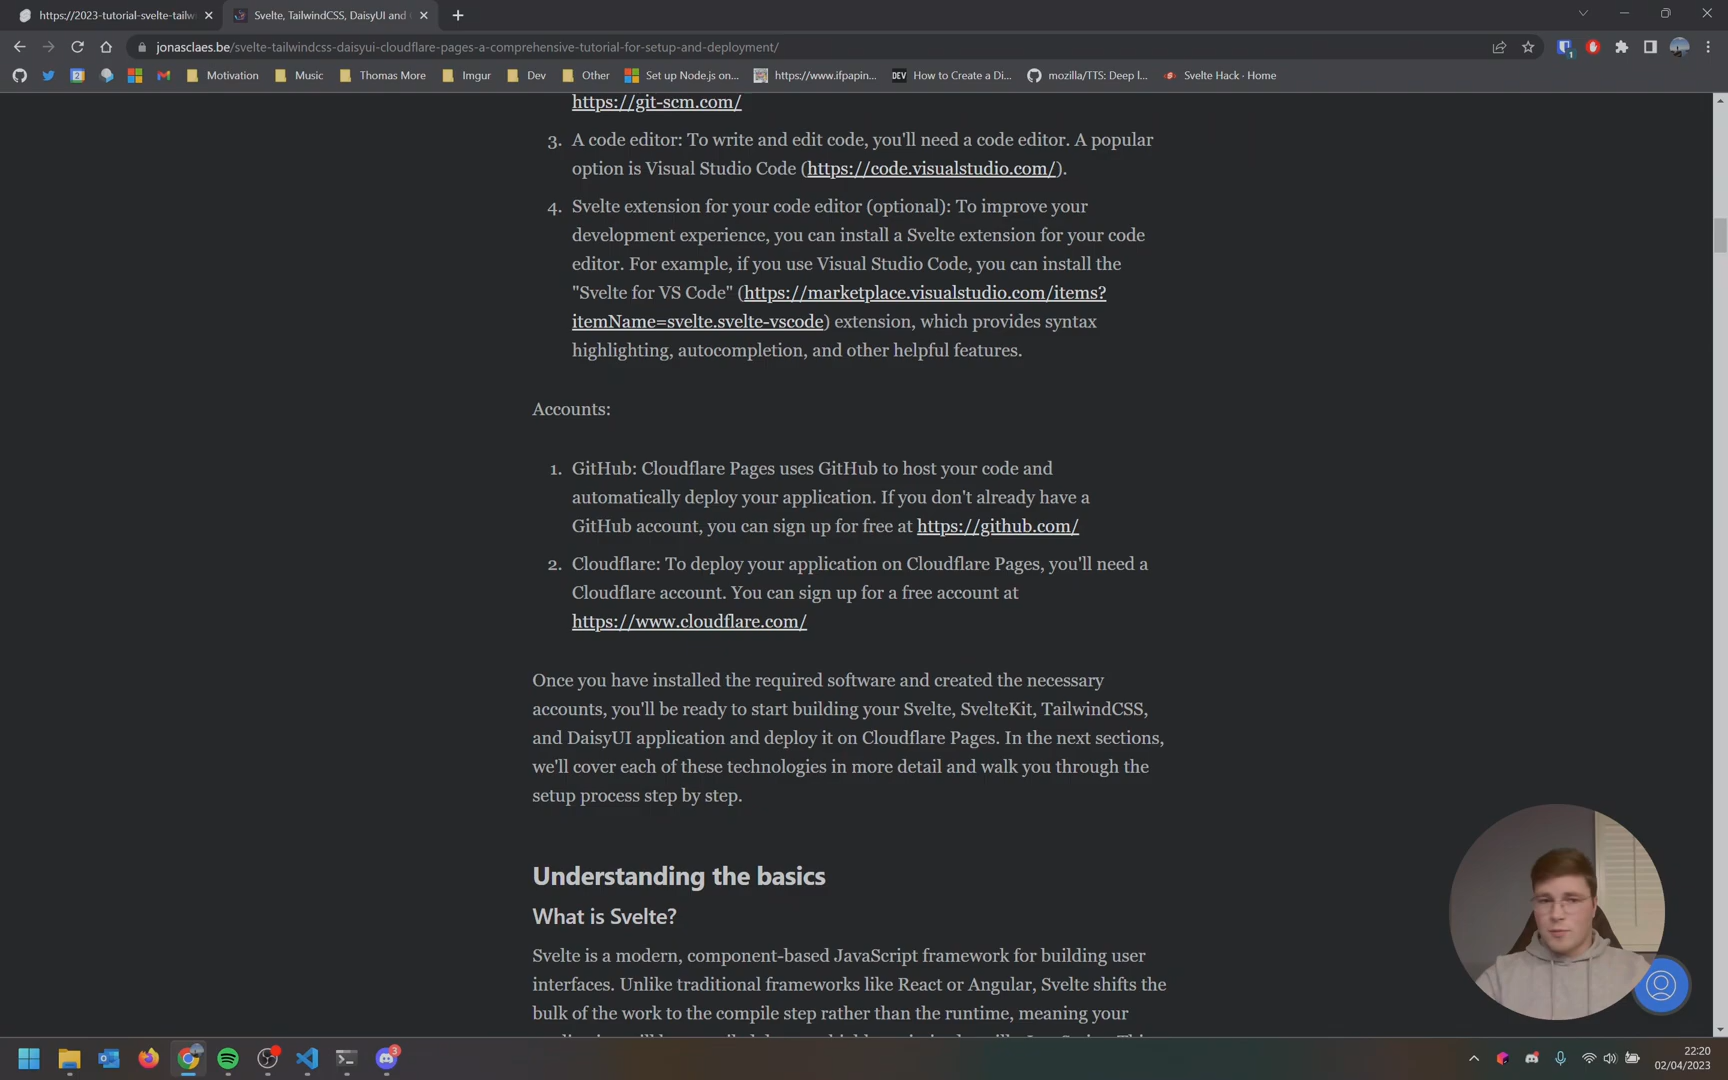 https://2023-tutorial-svelte-tailw
Svelte, TailwindCSS, DaisyUI and
jonasclaes.be/svelte-tailwindcss-daisyui-cloudflare-pages-a-comprehensive-tutorial-for-setup-and-deployment/
Motivation
Music
Thomas More
Imgur
Dev
Other
Set up Node.js on...
https://www.ifpapin...
DEV
How to Create a Di...
mozilla/TTS: Deep l...
Svelte Hack · Home
https://git-scm.com/
3. A code editor: To write and edit code, you'll need a code editor. A popular
option is Visual Studio Code (https://code.visualstudio.com/).
4. Svelte extension for your code editor (optional): To improve your
development experience, you can install a Svelte extension for your code
editor. For example, if you use Visual Studio Code, you can install the
"Svelte for VS Code" (https://marketplace.visualstudio.com/items?
itemName=svelte.svelte-vscode) extension, which provides syntax
highlighting, autocompletion, and other helpful features.
Accounts:
1. GitHub: Cloudflare Pages uses GitHub to host your code and
automatically deploy your application. If you don't already have a
GitHub account, you can sign up for free at https://github.com/
2. Cloudflare: To deploy your application on Cloudflare Pages, you'll need a
Cloudflare account. You can sign up for a free account at
https://www.cloudflare.com/
Once you have installed the required software and created the necessary
accounts, you'll be ready to start building your Svelte, SvelteKit, TailwindCSS,
and DaisyUI application and deploy it on Cloudflare Pages. In the next sections,
we'll cover each of these technologies in more detail and walk you through the
setup process step by step.
Understanding the basics
What is Svelte?
Svelte is a modern, component-based JavaScript framework for building user
interfaces. Unlike traditional frameworks like React or Angular, Svelte shifts the
bulk of the work to the compile step rather than the runtime, meaning your
3
22:20
02/04/2023